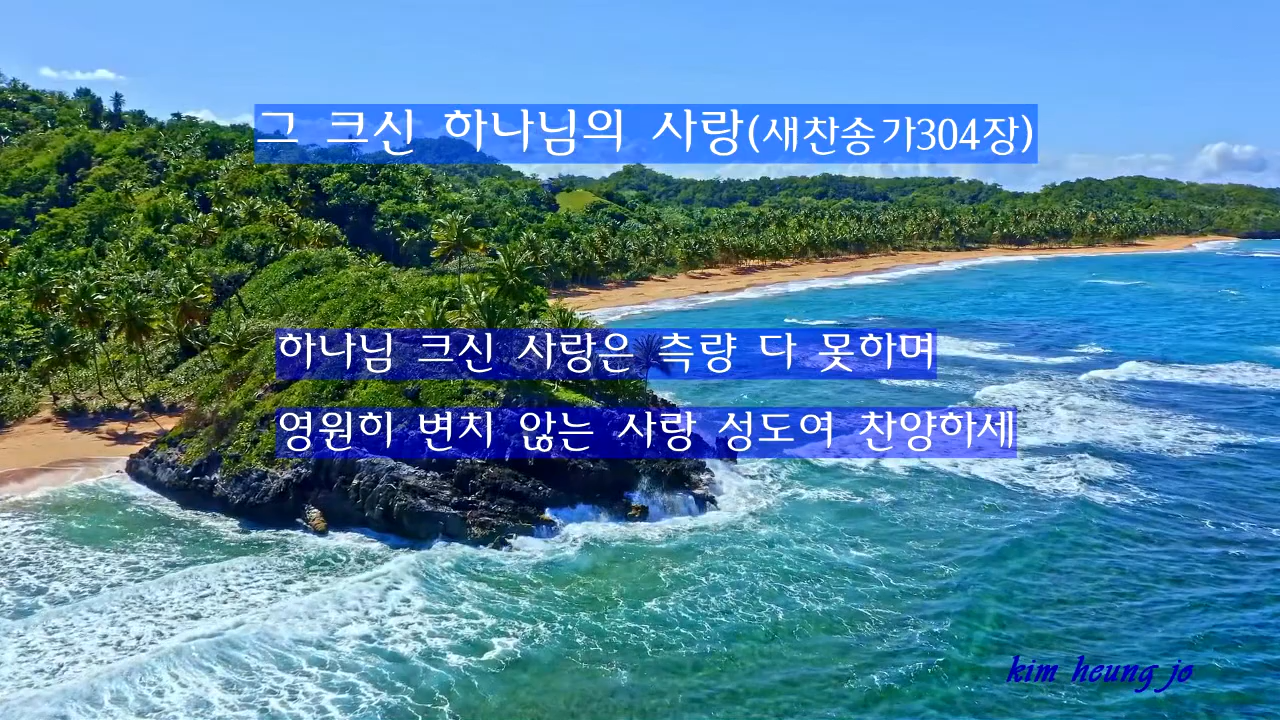 그 크신 하나님의 사랑(새찬송가304장)
하나님 크신 사랑은 측량 다 못하며
영원히 변치 않는 사랑 성도여 찬양하세
kim heung jo